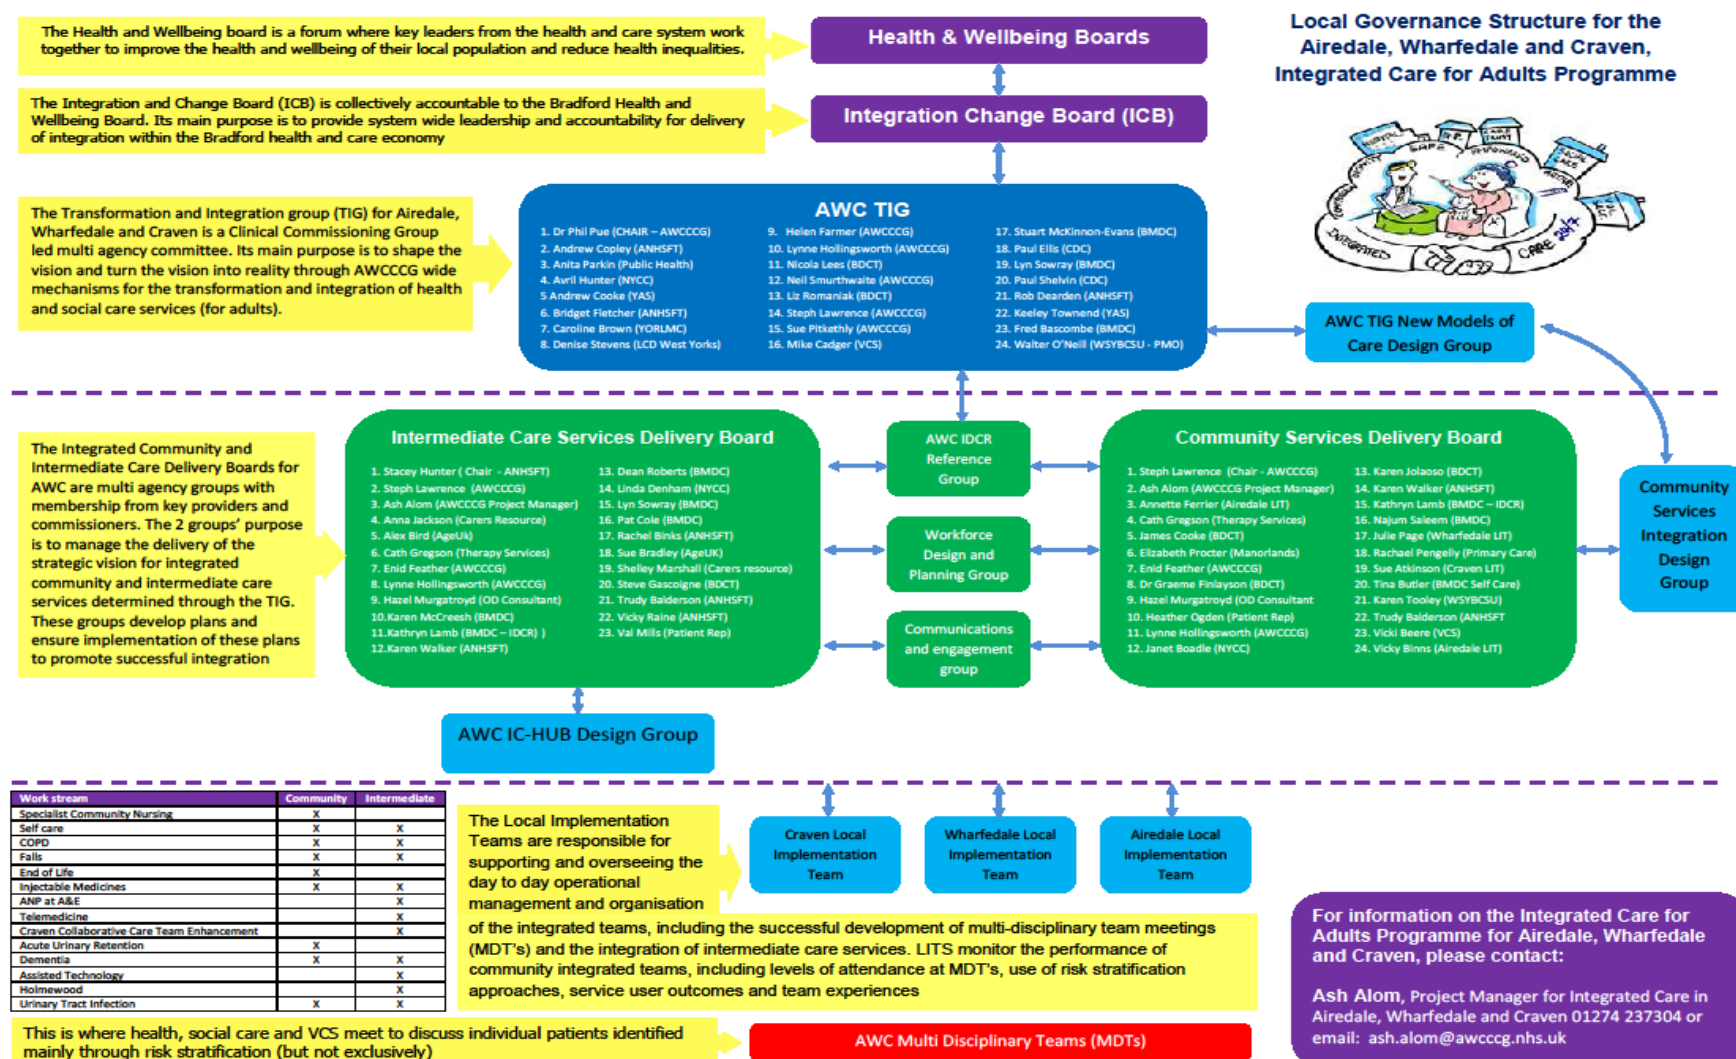 Local Governance Structure for the
Airedale, Wharfedale and Craven,
Integrated Care for Adults Programme
The Health and Wellbeing board is a forum where key leaders from the health and care system work
together to improve the health and wellbeing of their local population and reduce health inequalities.
Health & Wellbeing Boards
The Integration and Change Board (ICB) is collectively accountable to the Bradford Health and
Wellbeing Board. Its main purpose is to provide system wide leadership and accountability for delivery
of integration within the Bradford health and care economy
Integration Change Board (ICB)
The Transformation and Integration group (TIG) for Airedale,
Wharfedale and Craven is a Clinical Commissioning Group
led multi agency committee. Its main purpose is to shape the
vision and turn the vision into reality through AWCCCG wide
mechanisms for the transformation and integration of health
and social care services (for adults).
AWC TIG
1. Dr Phil Pue (CHAIR – AWCCCG)
2. Andrew Copley (ANHSFT)
3. Anita Parkin (Public Health)
4. Avril Hunter (NYCC)
5 Andrew Cooke (YAS)
6. Bridget Fletcher (ANHSFT)
7. Caroline Brown (YORLMC)
8. Denise Stevens (LCD West Yorks)
9. Helen Farmer (AWCCCG)
10. Lynne Hollingsworth (AWCCCG)
11. Nicola Lees (BDCT)
12. Neil Smurthwaite (AWCCCG)
13. Liz Romaniak (BDCT)
14. Steph Lawrence (AWCCCG)
15. Sue Pitkethly (AWCCCG)
16. Mike Cadger (VCS)
17. Stuart McKinnon-Evans (BMDC)
18. Paul Ellis (CDC)
19. Lyn Sowray (BMDC)
20. Paul Shelvin (CDC)
21. Rob Dearden (ANHSFT)
22. Keeley Townend (YAS)
23. Fred Bascombe (BMDC)
24. Walter O'Neill (WSYBCSU - PMO)
INTEGRATED
CARE
SAFE
EMPOWERED
AWC TIG New Models of
Care Design Group
The Integrated Community and
Intermediate Care Delivery Boards for
AWC are multi agency groups with
membership from key providers and
commissioners. The 2 groups' purpose
is to manage the delivery of the
strategic vision for integrated
community and intermediate care
services determined through the TIG.
These groups develop plans and
ensure implementation of these plans
to promote successful integration
Intermediate Care Services Delivery Board
1. Stacey Hunter ( Chair - ANHSFT)
2. Steph Lawrence (AWCCCG)
3. Ash Alom (AWCCCG Project Manager)
4. Anna Jackson (Carers Resource)
5. Alex Bird (AgeUk)
6. Cath Gregson (Therapy Services)
7. Enid Feather (AWCCCG)
8. Lynne Hollingsworth (AWCCCG)
9. Hazel Murgatroyd (OD Consultant)
10.Karen McCreesh (BMDC)
11.Kathryn Lamb (BMDC – IDCR) )
12.Karen Walker (ANHSFT)
13. Dean Roberts (BMDC)
14. Linda Denham (NYCC)
15. Lyn Sowray (BMDC)
16. Pat Cole (BMDC)
17. Rachel Binks (ANHSFT)
18. Sue Bradley (AgeUK)
19. Shelley Marshall (Carers resource)
20. Steve Gascoigne (BDCT)
21. Trudy Balderson (ANHSFT)
22. Vicky Raine (ANHSFT)
23. Val Mills (Patient Rep)
AWC IDCR
Reference
Group
Workforce
Design and
Planning Group
Communications
and engagement
group
Community Services Delivery Board
1. Steph Lawrence (Chair - AWCCCG)
2. Ash Alom (AWCCCG Project Manager)
3. Annette Ferrier (Airedale LIT)
4. Cath Gregson (Therapy Services)
5. James Cooke (BDCT)
6. Elizabeth Procter (Manorlands)
7. Enid Feather (AWCCCG)
8. Dr Graeme Finlayson (BDCT)
9. Hazel Murgatroyd (OD Consultant
10. Heather Ogden (Patient Rep)
11. Lynne Hollingsworth (AWCCCG)
12. Janet Boadle (NYCC)
13. Karen Jolaoso (BDCT)
14. Karen Walker (ANHSFT)
15. Kathryn Lamb (BMDC – IDCR)
16. Najum Saleem (BMDC)
17. Julie Page (Wharfedale LIT)
18. Rachael Pengelly (Primary Care)
19. Sue Atkinson (Craven LIT)
20. Tina Butler (BMDC Self Care)
21. Karen Tooley (WSYBCSU)
22. Trudy Balderson (ANHSFT
23. Vicki Beere (VCS)
24. Vicky Binns (Airedale LIT)
Community
Services
Integration
Design
Group
AWC IC-HUB Design Group
Work stream Community Intermediate
Specialist Community Nursing X
Self care X X
COPD X X
Falls X X
End of Life X
Injectable Medicines X X
ANP at A&E X
Telemedicine X
Craven Collaborative Care Team Enhancement X
Acute Urinary Retention X
Dementia X X
Assisted Technology X
Holmewood X
Urinary Tract Infection X X
The Local Implementation
Teams are responsible for
supporting and overseeing the
day to day operational
management and organisation
of the integrated teams, including the successful development of multi-disciplinary team meetings
(MDT's) and the integration of intermediate care services. LITS monitor the performance of
community integrated teams, including levels of attendance at MDT's, use of risk stratification
approaches, service user outcomes and team experiences
Craven Local
Implementation
Team
Wharfedale Local
Implementation
Team
Airedale Local
Implementation
Team
For information on the Integrated Care for
Adults Programme for Airedale, Wharfedale
and Craven, please contact:
Ash Alom, Project Manager for Integrated Care in
Airedale, Wharfedale and Craven 01274 237304 or
email: ash.alom@awcccg.nhs.uk
This is where health, social care and VCS meet to discuss individual patients identified
mainly through risk stratification (but not exclusively)
AWC Multi Disciplinary Teams (MDTs)